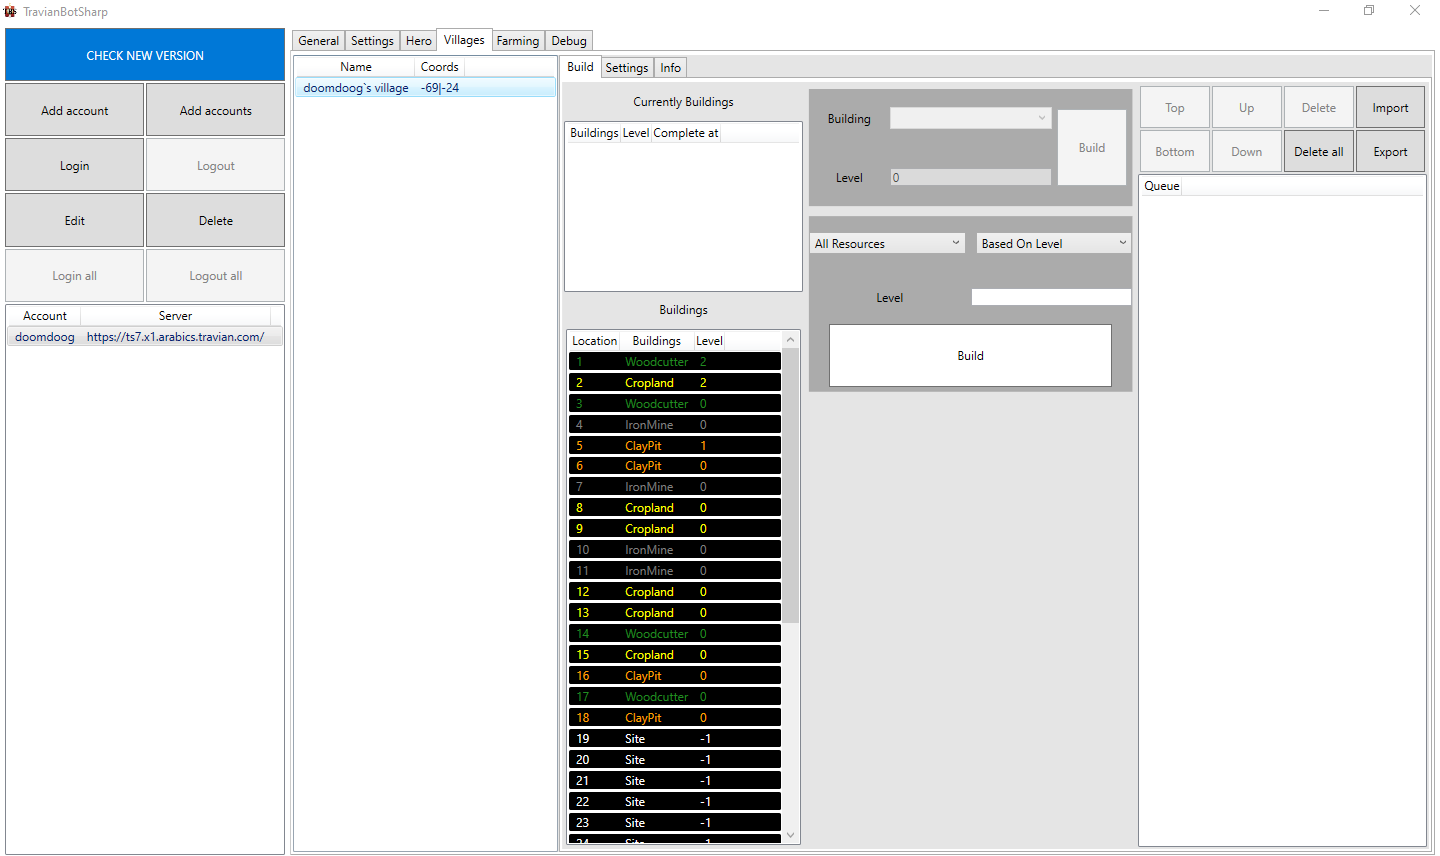 TravianBotSharp
CHECK NEW VERSION
Add account
Add accounts
Login
Logout
Edit
Delete
Login all
Logout all
Account Server
doomdoog https://ts7.x1.arabics.travian.com/
General Settings Hero Villages Farming Debug
Name Coords
doomdoog`s village -69|-24
Build Settings Info
Currently Buildings
Buildings Level Complete at
Buildings
Location Buildings Level
1 Woodcutter 2
2 Cropland 2
3 Woodcutter 0
4 IronMine 0
5 ClayPit 1
6 ClayPit 0
7 IronMine 0
8 Cropland 0
9 Cropland 0
10 IronMine 0
11 IronMine 0
12 Cropland 0
13 Cropland 0
14 Woodcutter 0
15 Cropland 0
16 ClayPit 0
17 Woodcutter 0
18 ClayPit 0
19 Site -1
20 Site -1
21 Site -1
22 Site -1
23 Site -1
Building
Level 0
Build
All Resources Based On Level
Level
Build
Top Up Delete Import
Bottom Down Delete all Export
Queue